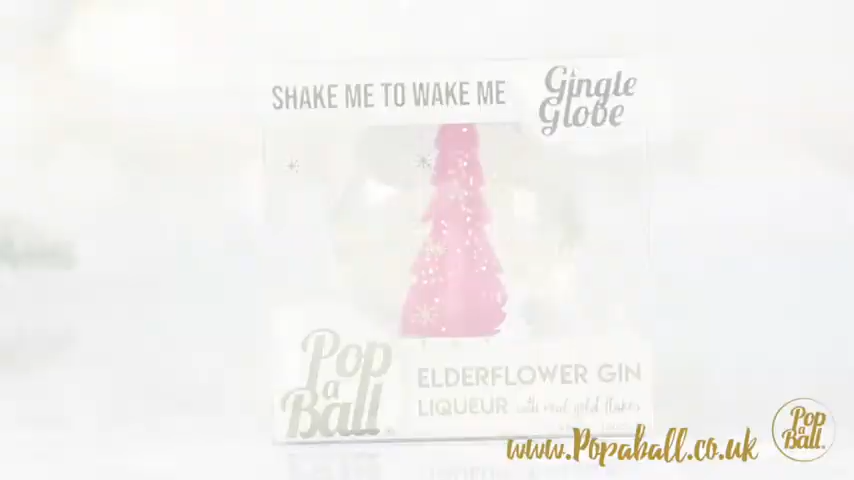 SHAKE ME TO WAKE ME
Gingle
Globe
Pop
a
Ball
ELDERFLOWER GIN
LIQUEUR with real gold flakes
www.Popaball.co.uk
Pop
a
Ball